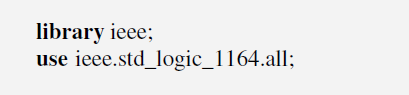 library ieee;
use ieee.std_logic_1164.all;